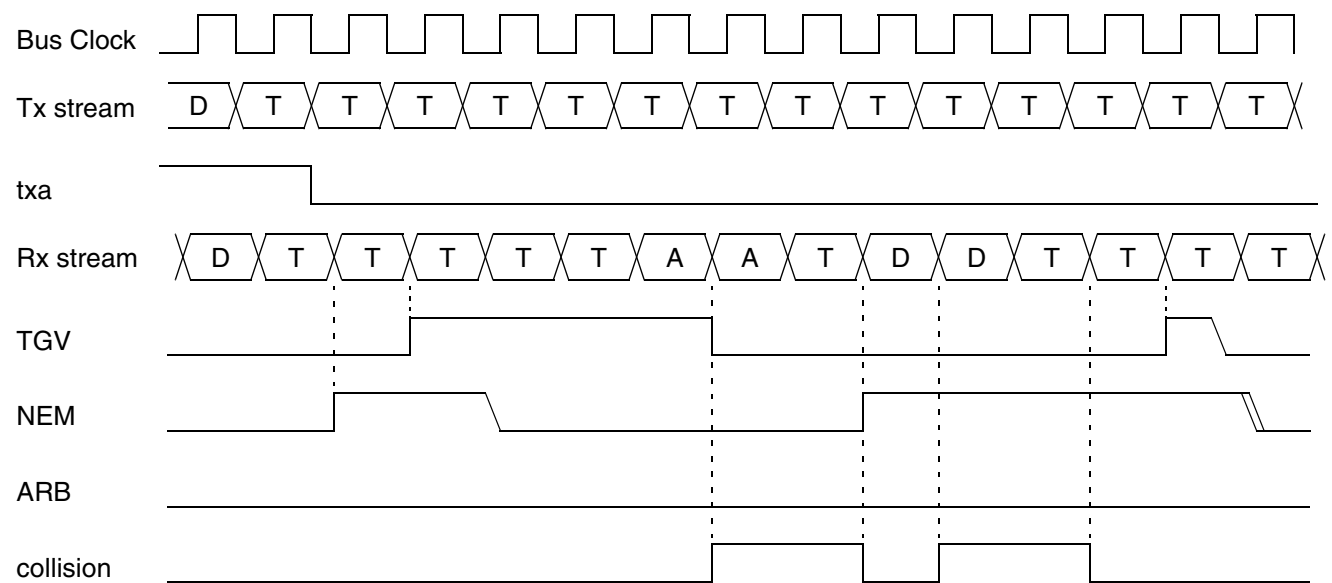 Bus Clock
Tx stream D T T T T T T T T T T T T T T
txa
Rx stream D T T T T T A A T D D T T T T
TGV
NEM
ARB
collision